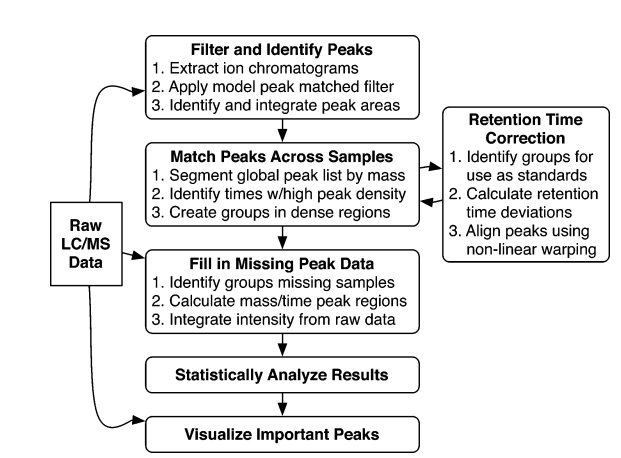 Filter and Identify Peaks
1. Extract ion chromatograms
2. Apply model peak matched filter
3. Identify and integrate peak areas
Retention Time
Correction
1. Identify groups for
use as standards
2. Calculate retention
time deviations
3. Align peaks using
non-linear warping
Match Peaks Across Samples
1. Segment global peak list by mass
2. Identify times w/high peak density
3. Create groups in dense regions
Raw
LC/MS
Data
Fill in Missing Peak Data
1. Identify groups missing samples
2. Calculate mass/time peak regions
3. Integrate intensity from raw data
Statistically Analyze Results
Visualize Important Peaks